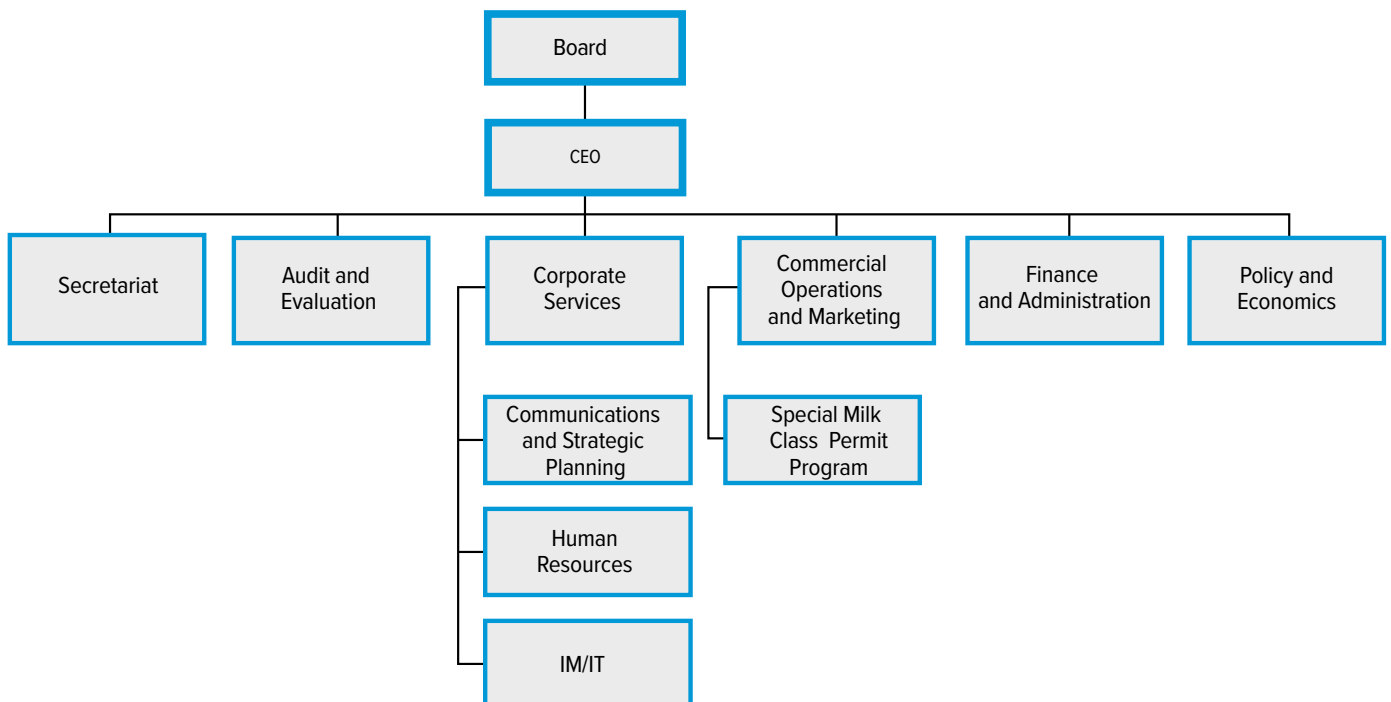 Board
CEO
Secretariat
Audit and
Evaluation
Corporate
Services
Commercial
Operations
and Marketing
Finance
and Administration
Policy and
Economics
Communications
and Strategic
Planning
Special Milk
Class Permit
Program
Human
Resources
IM/IT